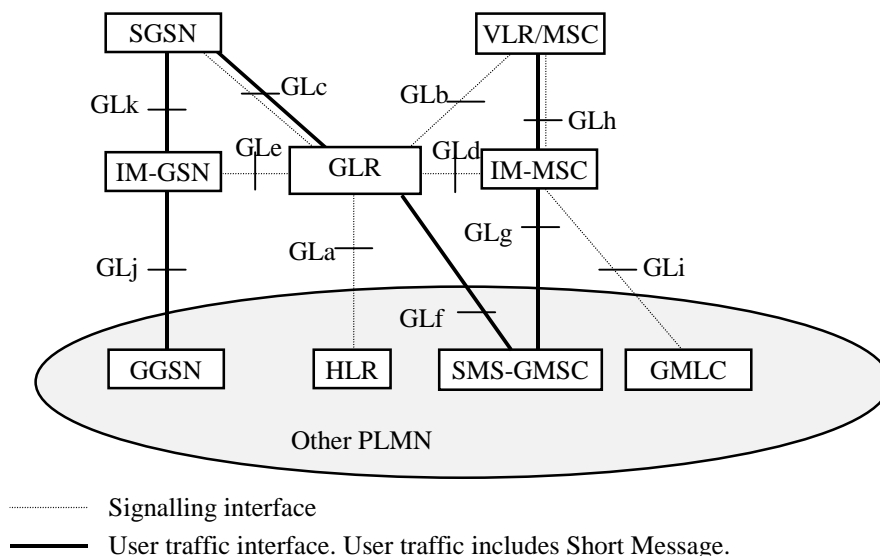 SGSN
VLR/MSC
GLc
GLb
GLk
GLh
GLe
GLd
IM-GSN
GLR
IM-MSC
GLa
GLg
GLj
GLi
GLf
GGSN
HLR
SMS-GMSC
GMLC
Other PLMN
Signalling interface
User traffic interface. User traffic includes Short Message.